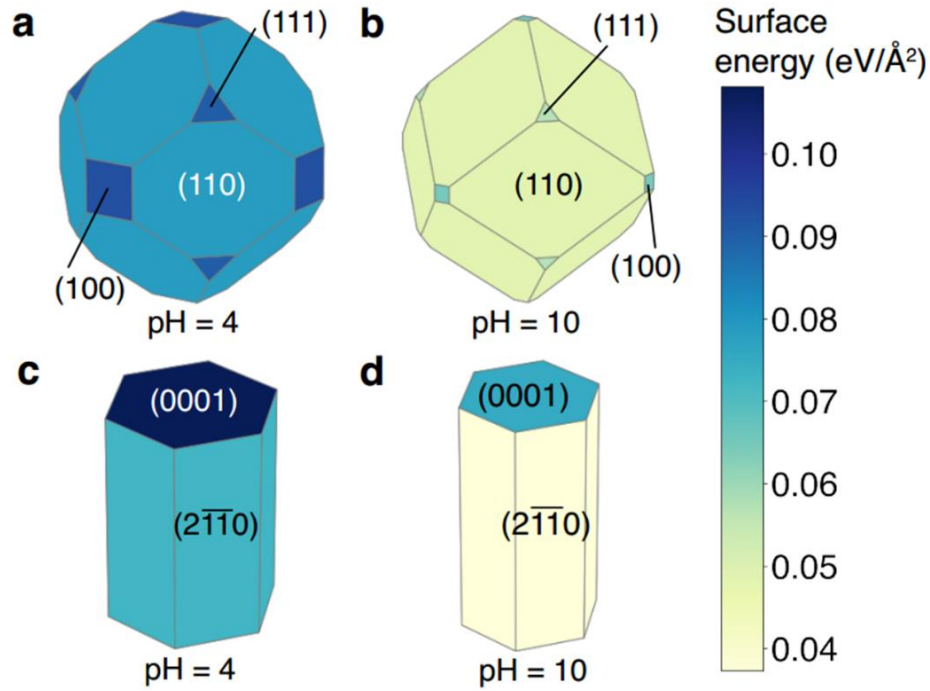 a
(111)
(110)
(100)
pH = 4
b
(111)
(110)
(100)
pH = 10
c
(0001)
(21̅1̅0)
pH = 4
d
(0001)
(21̅1̅0)
pH = 10
Surface
energy (eV/Å²)
0.10
0.09
0.08
0.07
0.06
0.05
0.04